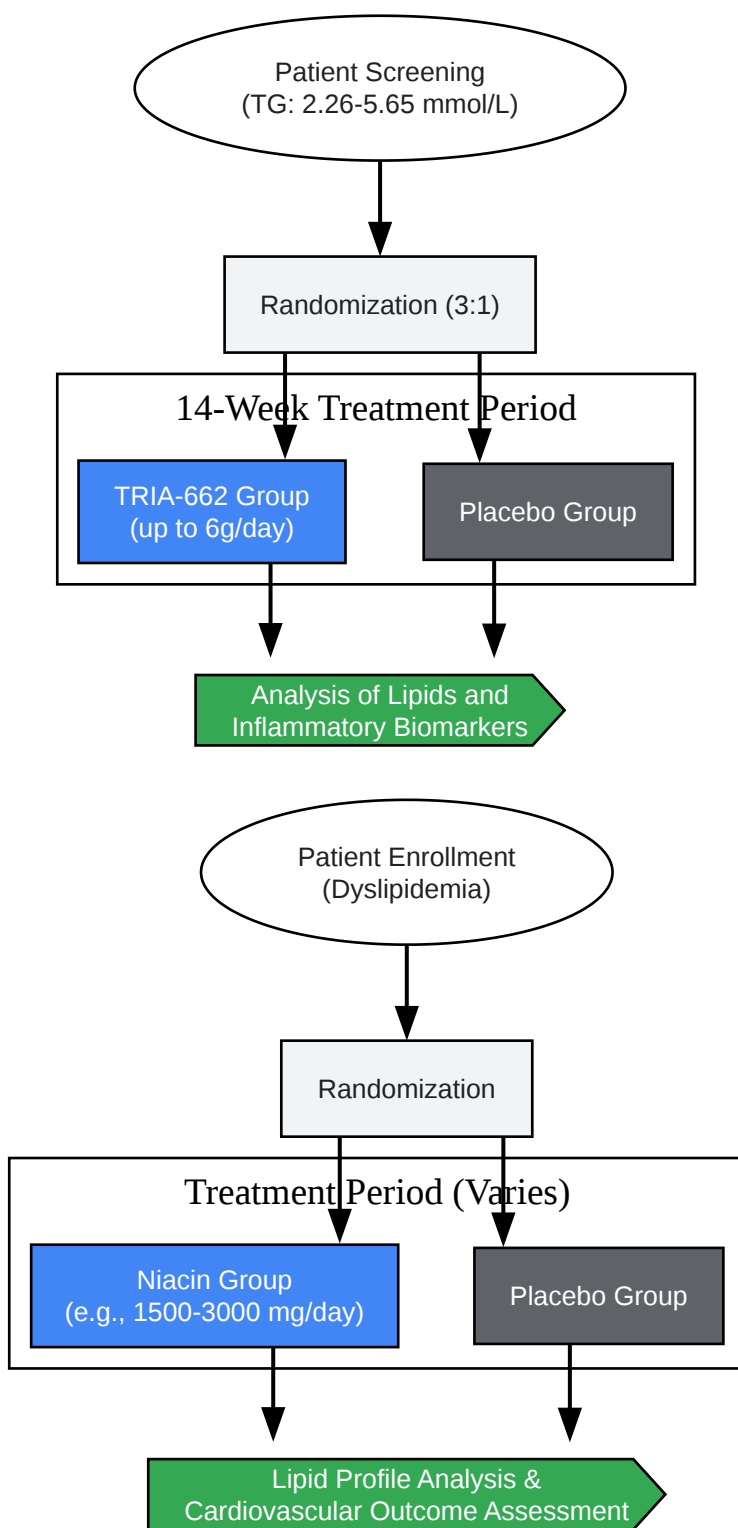 Patient Screening
(TG: 2.26-5.65 mmol/L)
Randomization (3:1)
14-Week Treatment Period
TRIA-662 Group
(up to 6g/day)
Placebo Group
Analysis of Lipids and
Inflammatory Biomarkers
Patient Enrollment
(Dyslipidemia)
Randomization
Treatment Period (Varies)
Niacin Group
(e.g., 1500-3000 mg/day)
Placebo Group
Lipid Profile Analysis &
Cardiovascular Outcome Assessment